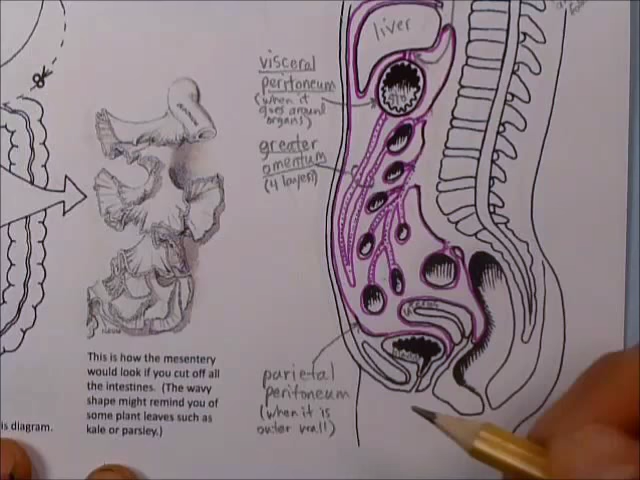 liver
visceral
peritoneum
(when it
goes around
organs)
greater
omentum
(4 layers)
uterus
This is how the mesentery
would look if you cut off all
the intestines. (The wavy
shape might remind you of
some plant leaves such as
kale or parsley.)
is diagram.
parietal
peritoneum
(when it is
outer wall)